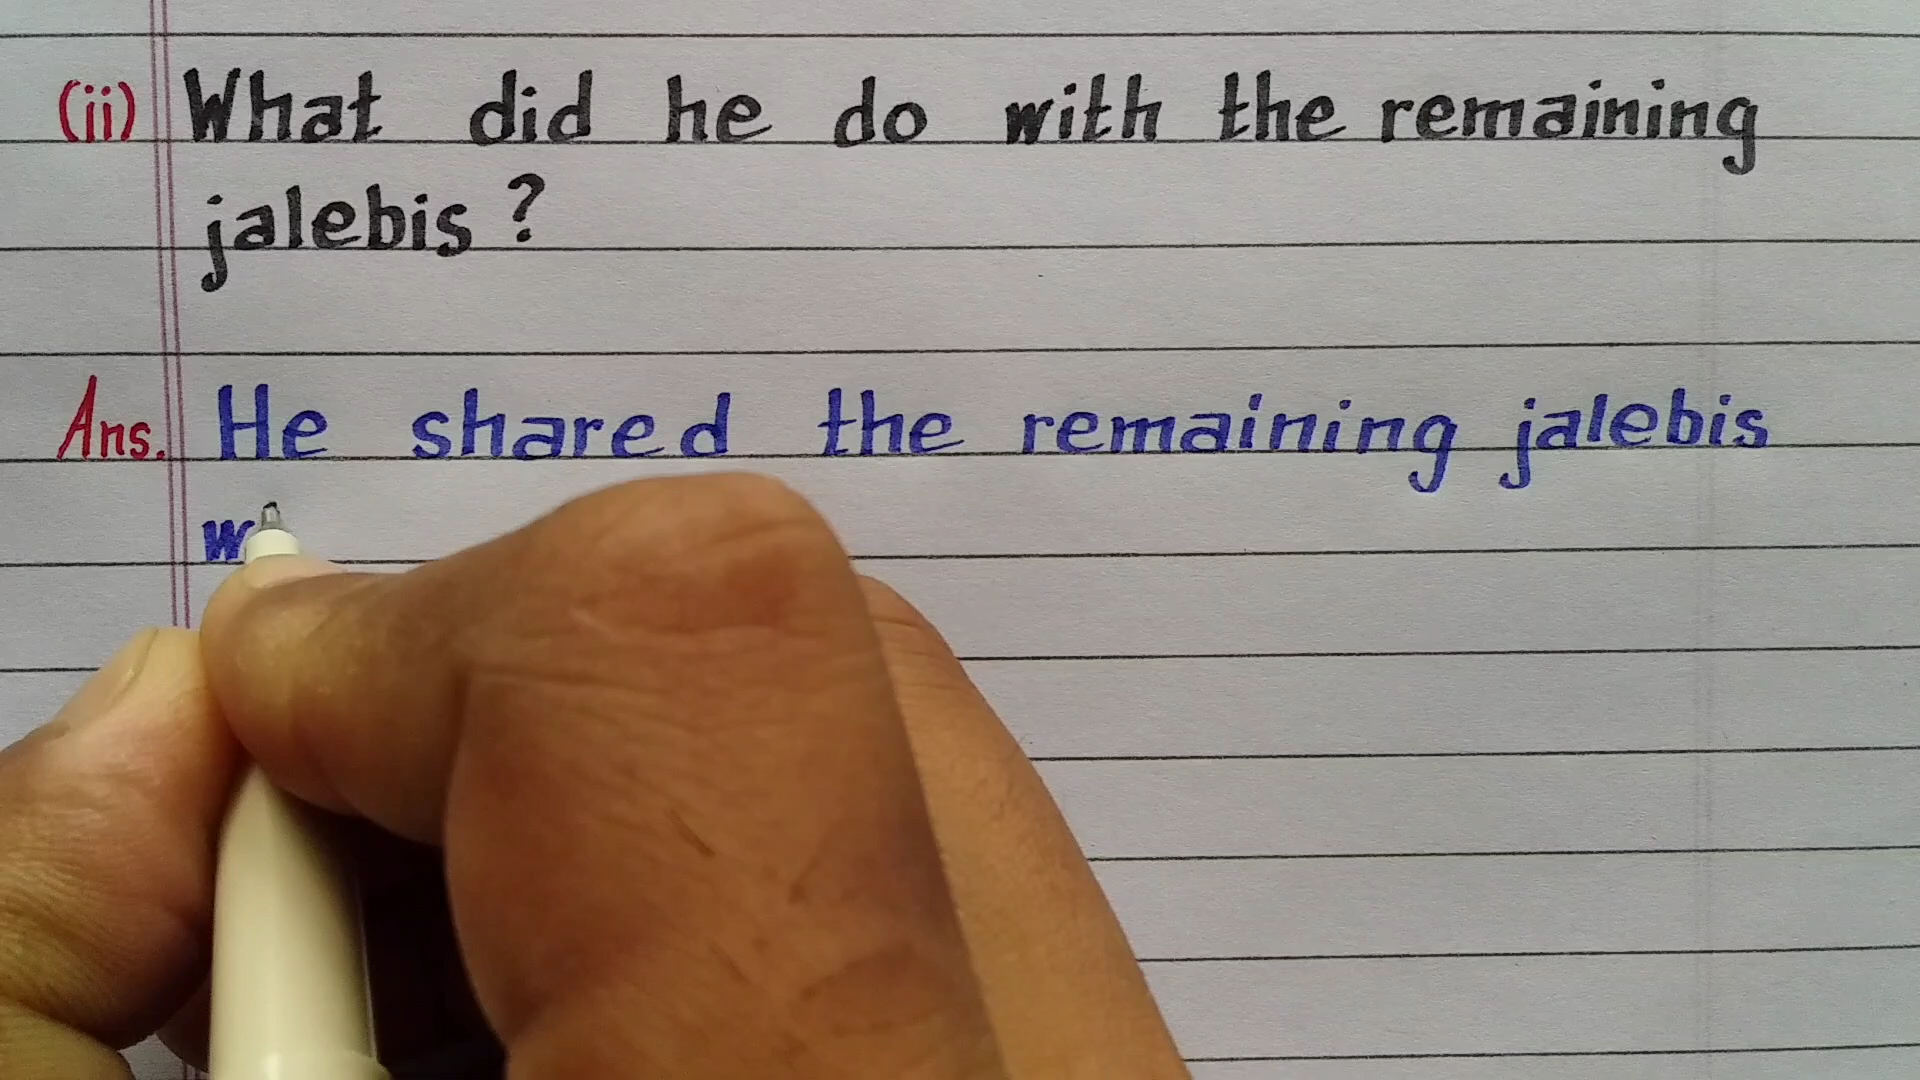 (ii) What did he do with the remaining
jalebis ?
Ans. He shared the remaining jalebis
w